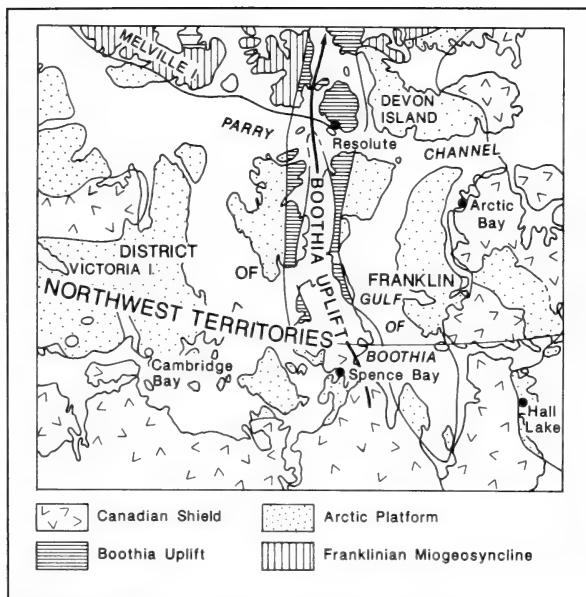 MELVILLE I.
DEVON
ISLAND
PARRY
Resolute
CHANNEL
BOOTHIA UPLIFT
Arctic
Bay
DISTRICT
VICTORIA I.
OF
FRANKLIN
GULF
OF
NORTHWEST TERRITORIES
BOOTHIA
Cambridge
Bay
Spence Bay
Hall
Lake
Canadian Shield
Arctic Platform
Boothia Uplift
Franklinian Miogeosyncline